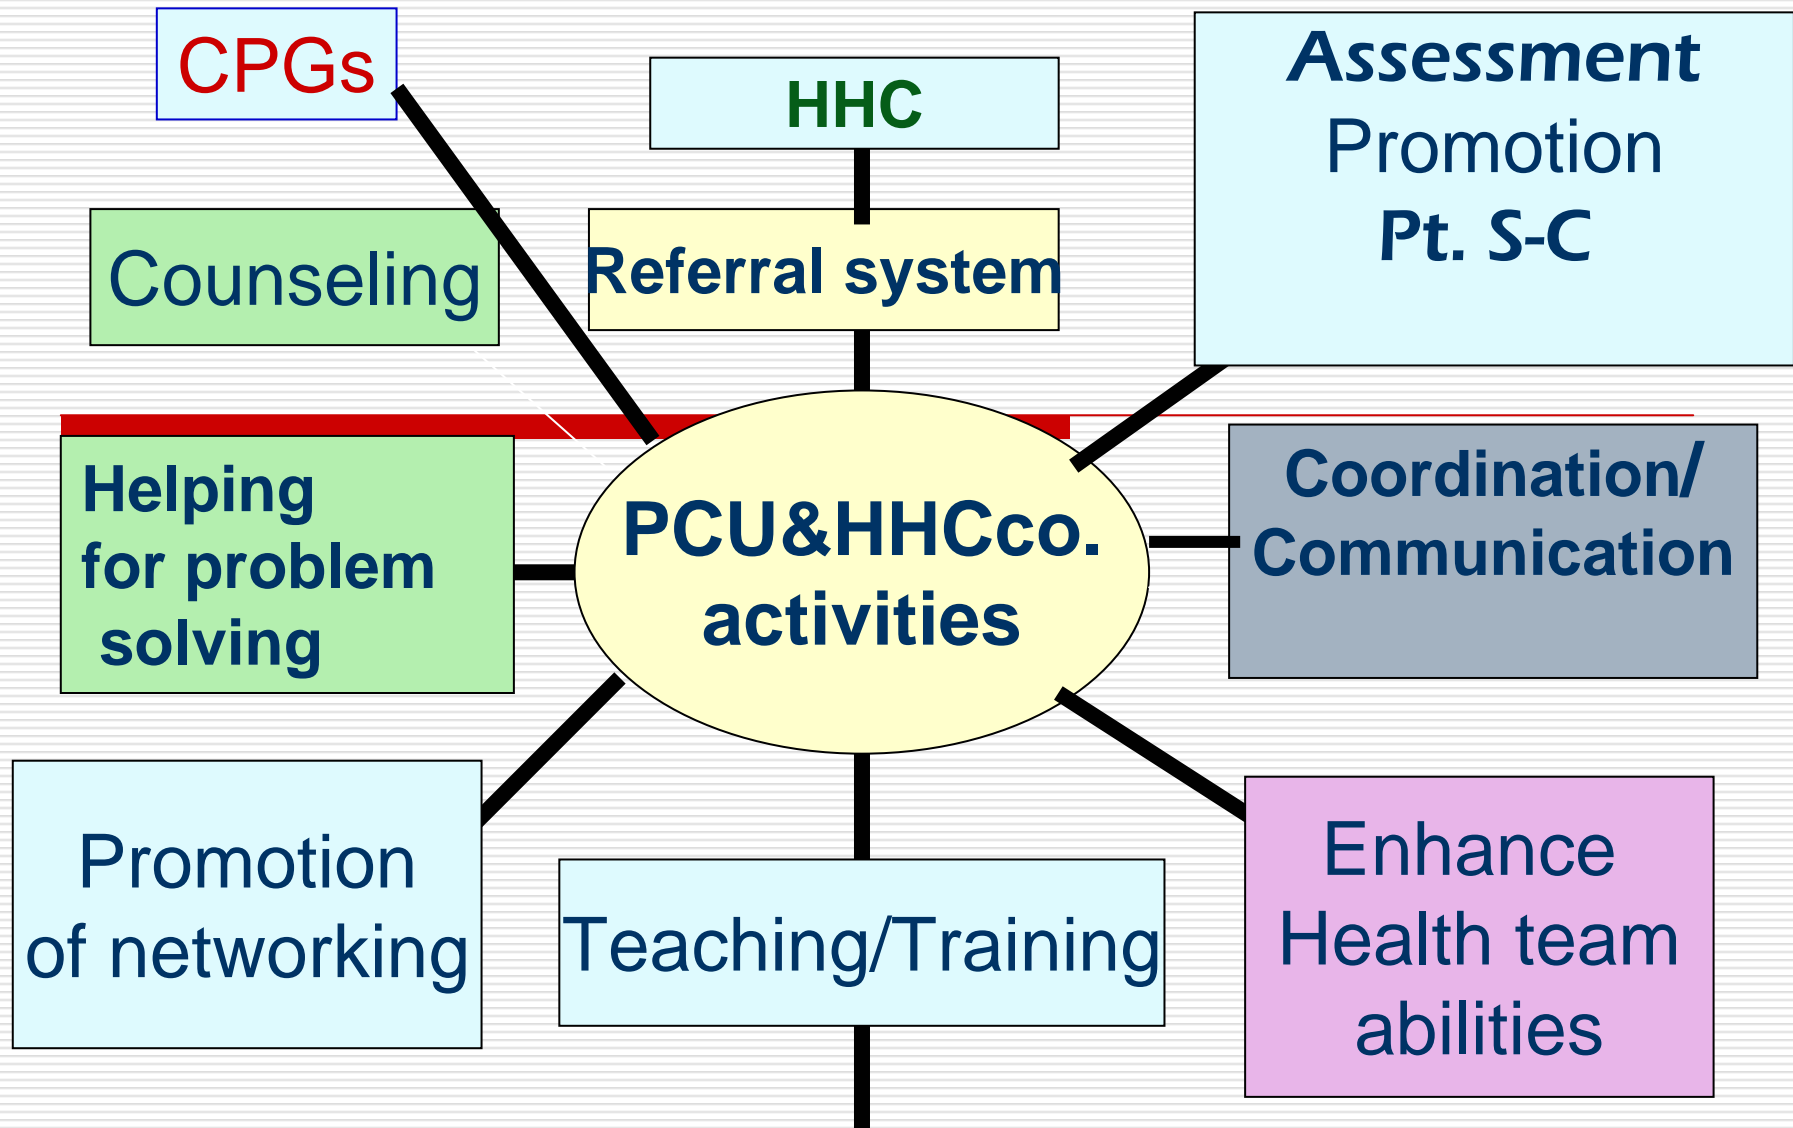 CPGs
HHC
Assessment
Promotion
Pt. S-C
Counseling
Referral system
Helping
for problem
solving
PCU&HHCco.
activities
Coordination/
Communication
Promotion
of networking
Teaching/Training
Enhance
Health team
abilities